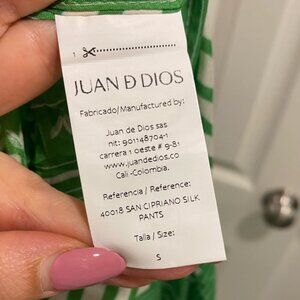 JUAN Đ DIOS
Fabricado/Manufactured by:
Juan de Dios sas
nit: 901148704-1
carrera 1 oeste # 9-81
www.juandedios.co
Cali -Colombia.
Referencia / Reference:
40018 SAN CIPRIANO SILK
PANTS
Talla / Size:
S